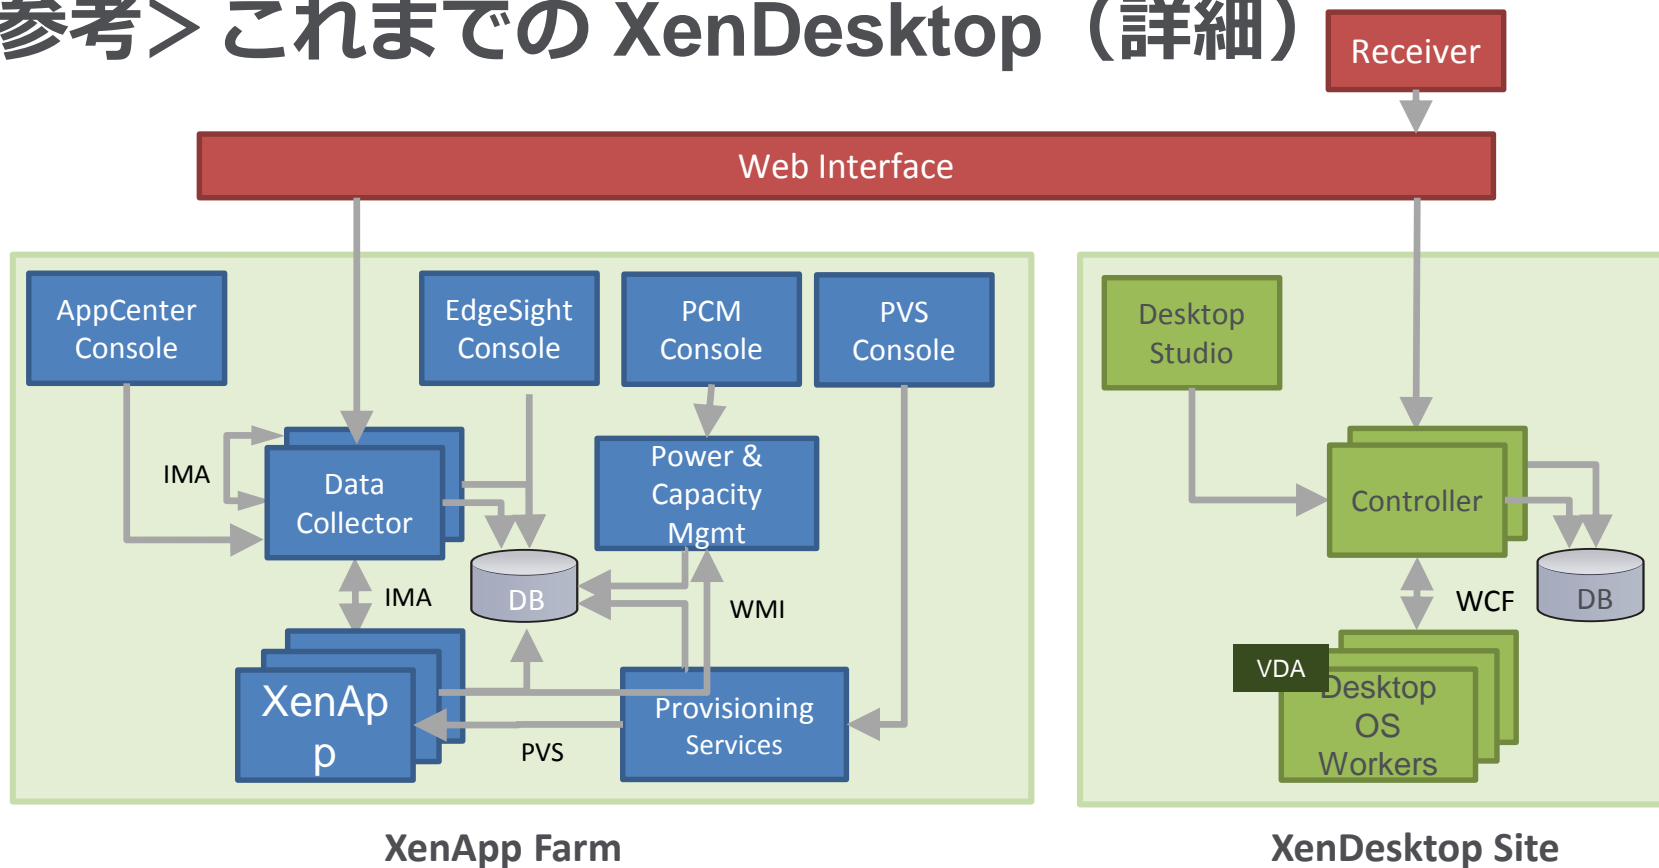 参考＞これまでの XenDesktop（詳細）
Receiver
Web Interface
AppCenter
Console
EdgeSight
Console
PCM
Console
PVS
Console
Desktop
Studio
IMA
Data
Collector
Power &
Capacity
Mgmt
Controller
IMA
DB
WMI
WCF
DB
XenAp
p
PVS
Provisioning
Services
VDA
Desktop
OS
Workers
XenApp Farm
XenDesktop Site